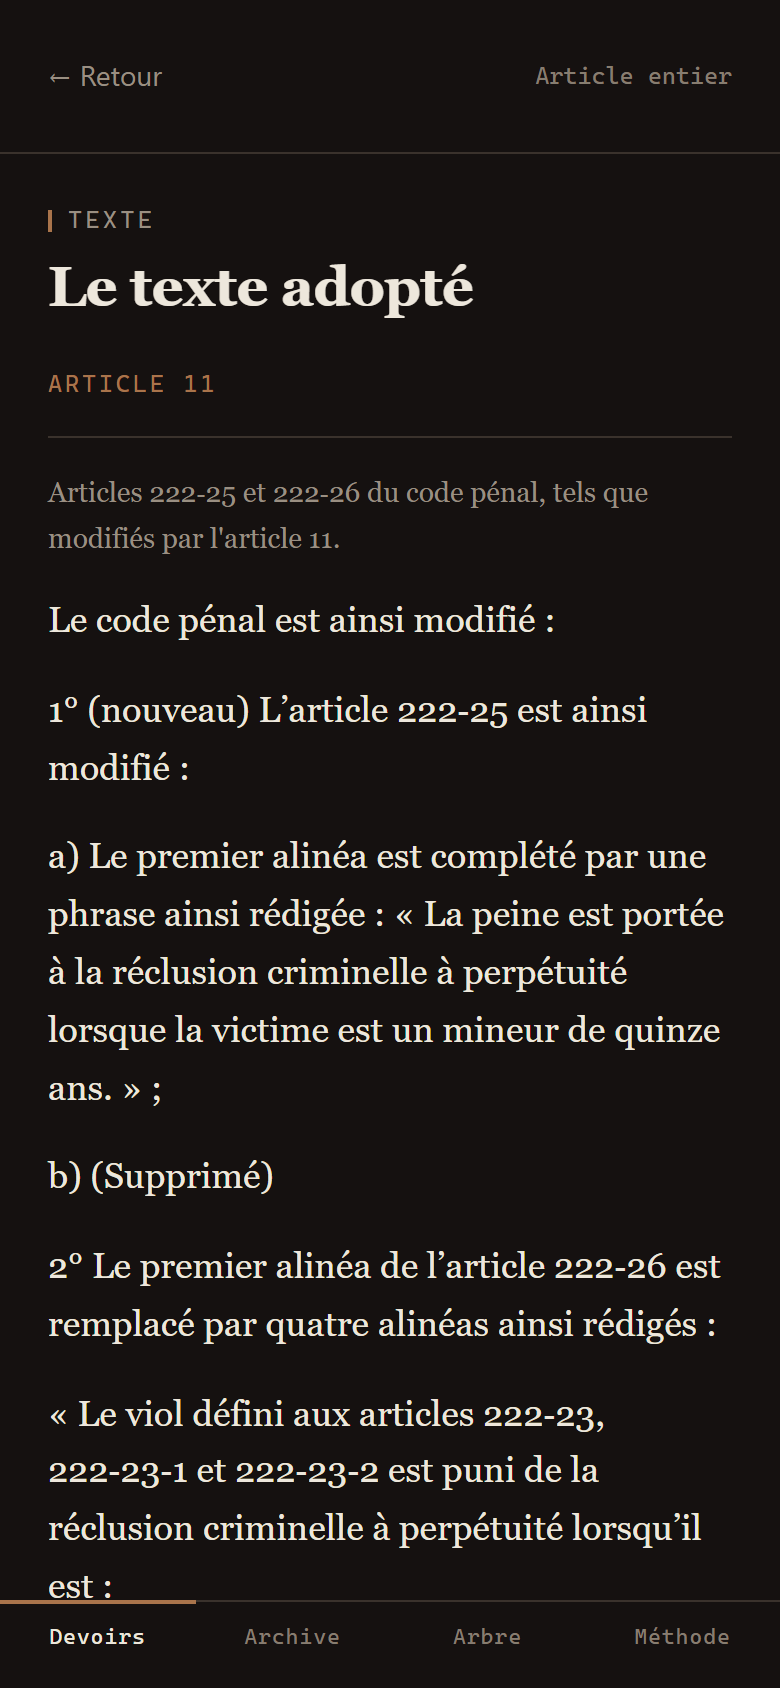 ← Retour
Article entier
TEXTE
Le texte adopté
ARTICLE 11
Articles 222-25 et 222-26 du code pénal, tels que
modifiés par l'article 11.
Le code pénal est ainsi modifié :
1° (nouveau) L’article 222-25 est ainsi
modifié :
a) Le premier alinéa est complété par une
phrase ainsi rédigée : « La peine est portée
à la réclusion criminelle à perpétuité
lorsque la victime est un mineur de quinze
ans. » ;
b) (Supprimé)
2° Le premier alinéa de l’article 222-26 est
remplacé par quatre alinéas ainsi rédigés :
« Le viol défini aux articles 222-23,
222-23-1 et 222-23-2 est puni de la
réclusion criminelle à perpétuité lorsqu’il
est :
Devoirs
Archive
Arbre
Méthode